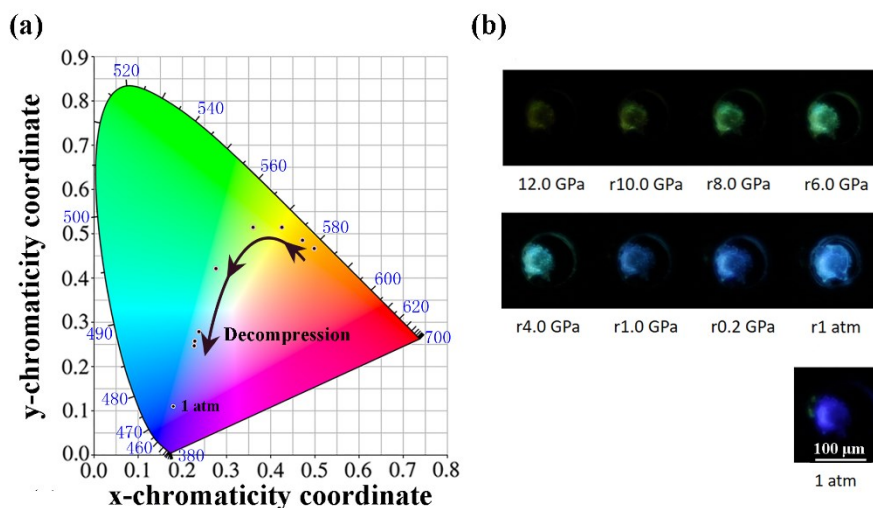 (a)
(b)
y-chromaticity coordinate
0.9
0.8
0.7
0.6
0.5
0.4
0.3
0.2
0.1
0.0
0.0 0.1 0.2 0.3 0.4 0.5 0.6 0.7 0.8
x-chromaticity coordinate
520
540
560
580
600
620
700
500
490
480
470
460
380
Decompression
1 atm
12.0 GPa r10.0 GPa r8.0 GPa r6.0 GPa
r4.0 GPa r1.0 GPa r0.2 GPa r1 atm
100 μm
1 atm